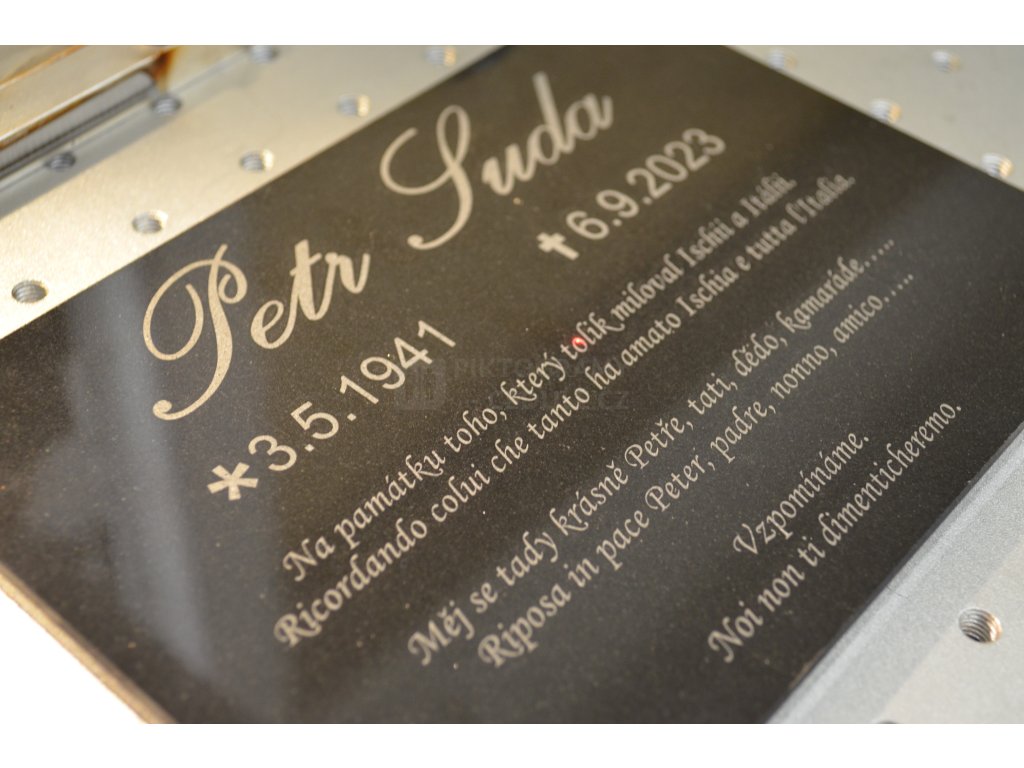 Petr Suda
*3.5.1941 †6.9.2023
Na památku toho, který tolik miloval Ischii a Itálii.
Ricordando colui che tanto ha amato Ischia e tutta l'Italia.
Měj se tady krásně Petře, tati, dědo, kamaráde.....
Riposa in pace Peter, padre, nonno, amico.....
Vzpomínáme.
Noi non ti dimenticheremo.